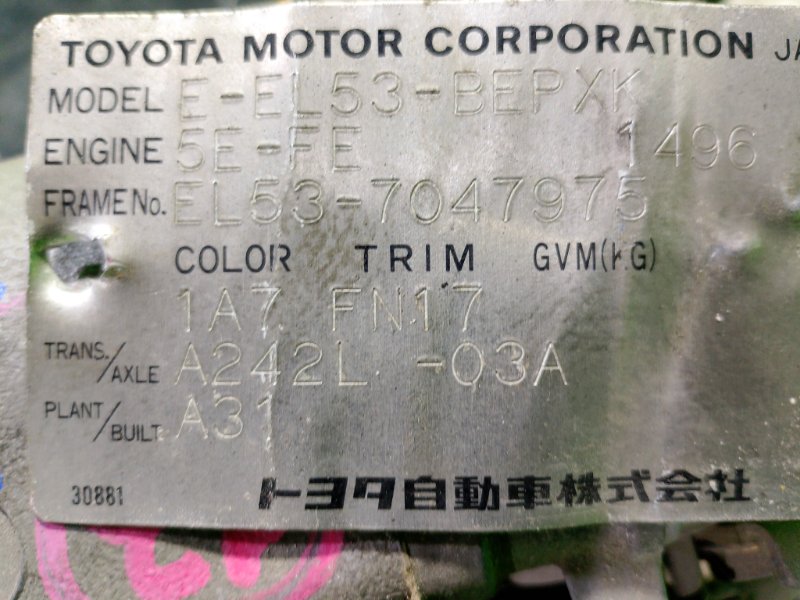 TOYOTA MOTOR CORPORATION JA
MODEL E-EL53-BEPXK
ENGINE 5E-FE 1496
FRAME No. EL53-7047975
COLOR TRIM GVM(KG)
1A7 FN17
TRANS./AXLE A242L -03A
PLANT/BUILT A31
30881 トヨタ自動車株式会社